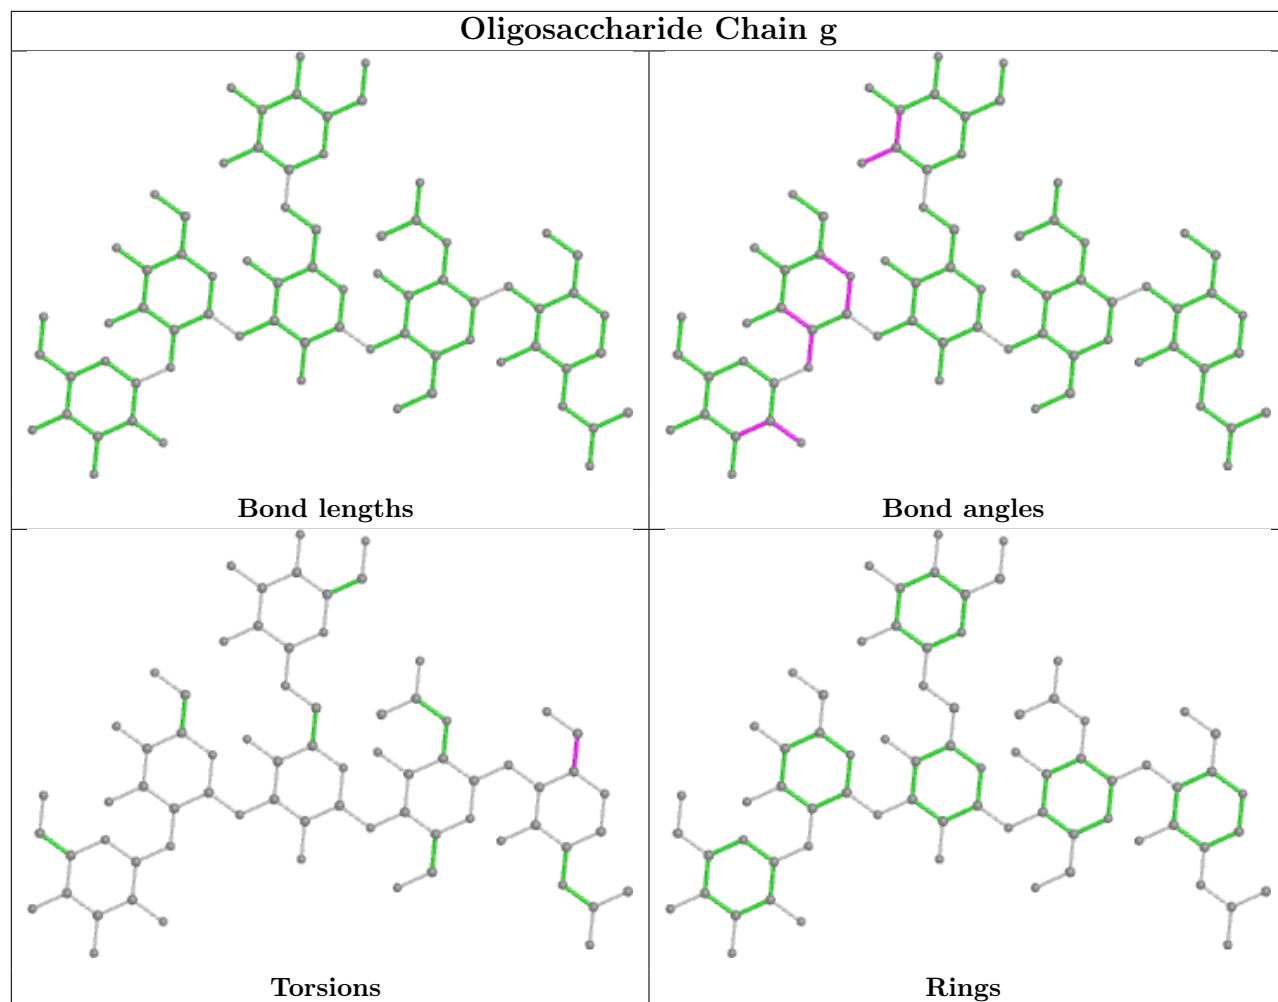 Oligosaccharide Chain g
Bond lengths
Bond angles
Torsions
Rings